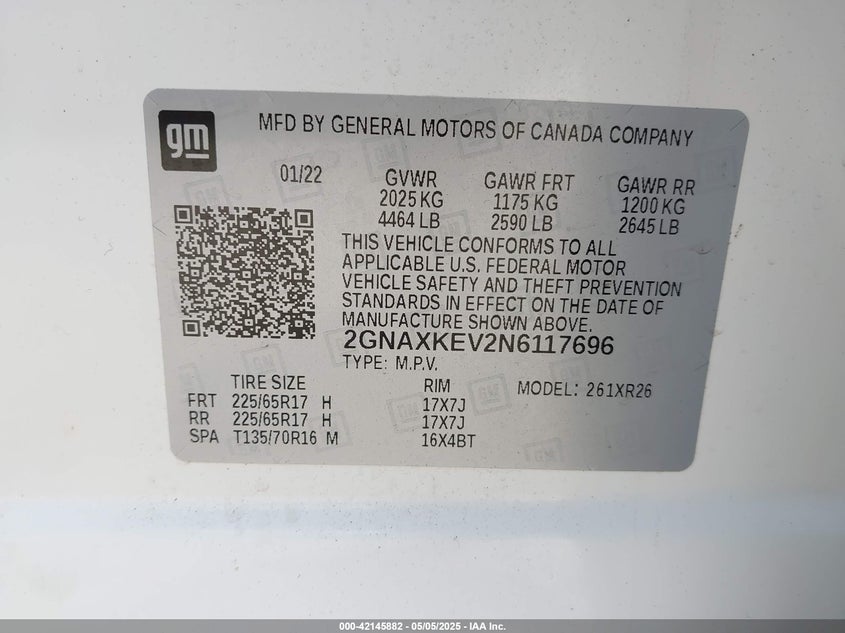 gm
MFD BY GENERAL MOTORS OF CANADA COMPANY
01/22 GVWR GAWR FRT GAWR RR
2025 KG 1175 KG 1200 KG
4464 LB 2590 LB 2645 LB
THIS VEHICLE CONFORMS TO ALL
APPLICABLE U.S. FEDERAL MOTOR
VEHICLE SAFETY AND THEFT PREVENTION
STANDARDS IN EFFECT ON THE DATE OF
MANUFACTURE SHOWN ABOVE.
2GNAXKEV2N6117696
TYPE: M.P.V.
TIRE SIZE RIM MODEL: 261XR26
FRT 225/65R17 H 17X7J
RR 225/65R17 H 17X7J
SPA T135/70R16 M 16X4BT
000-42145882 / 05/05/2025 - IAA Inc.